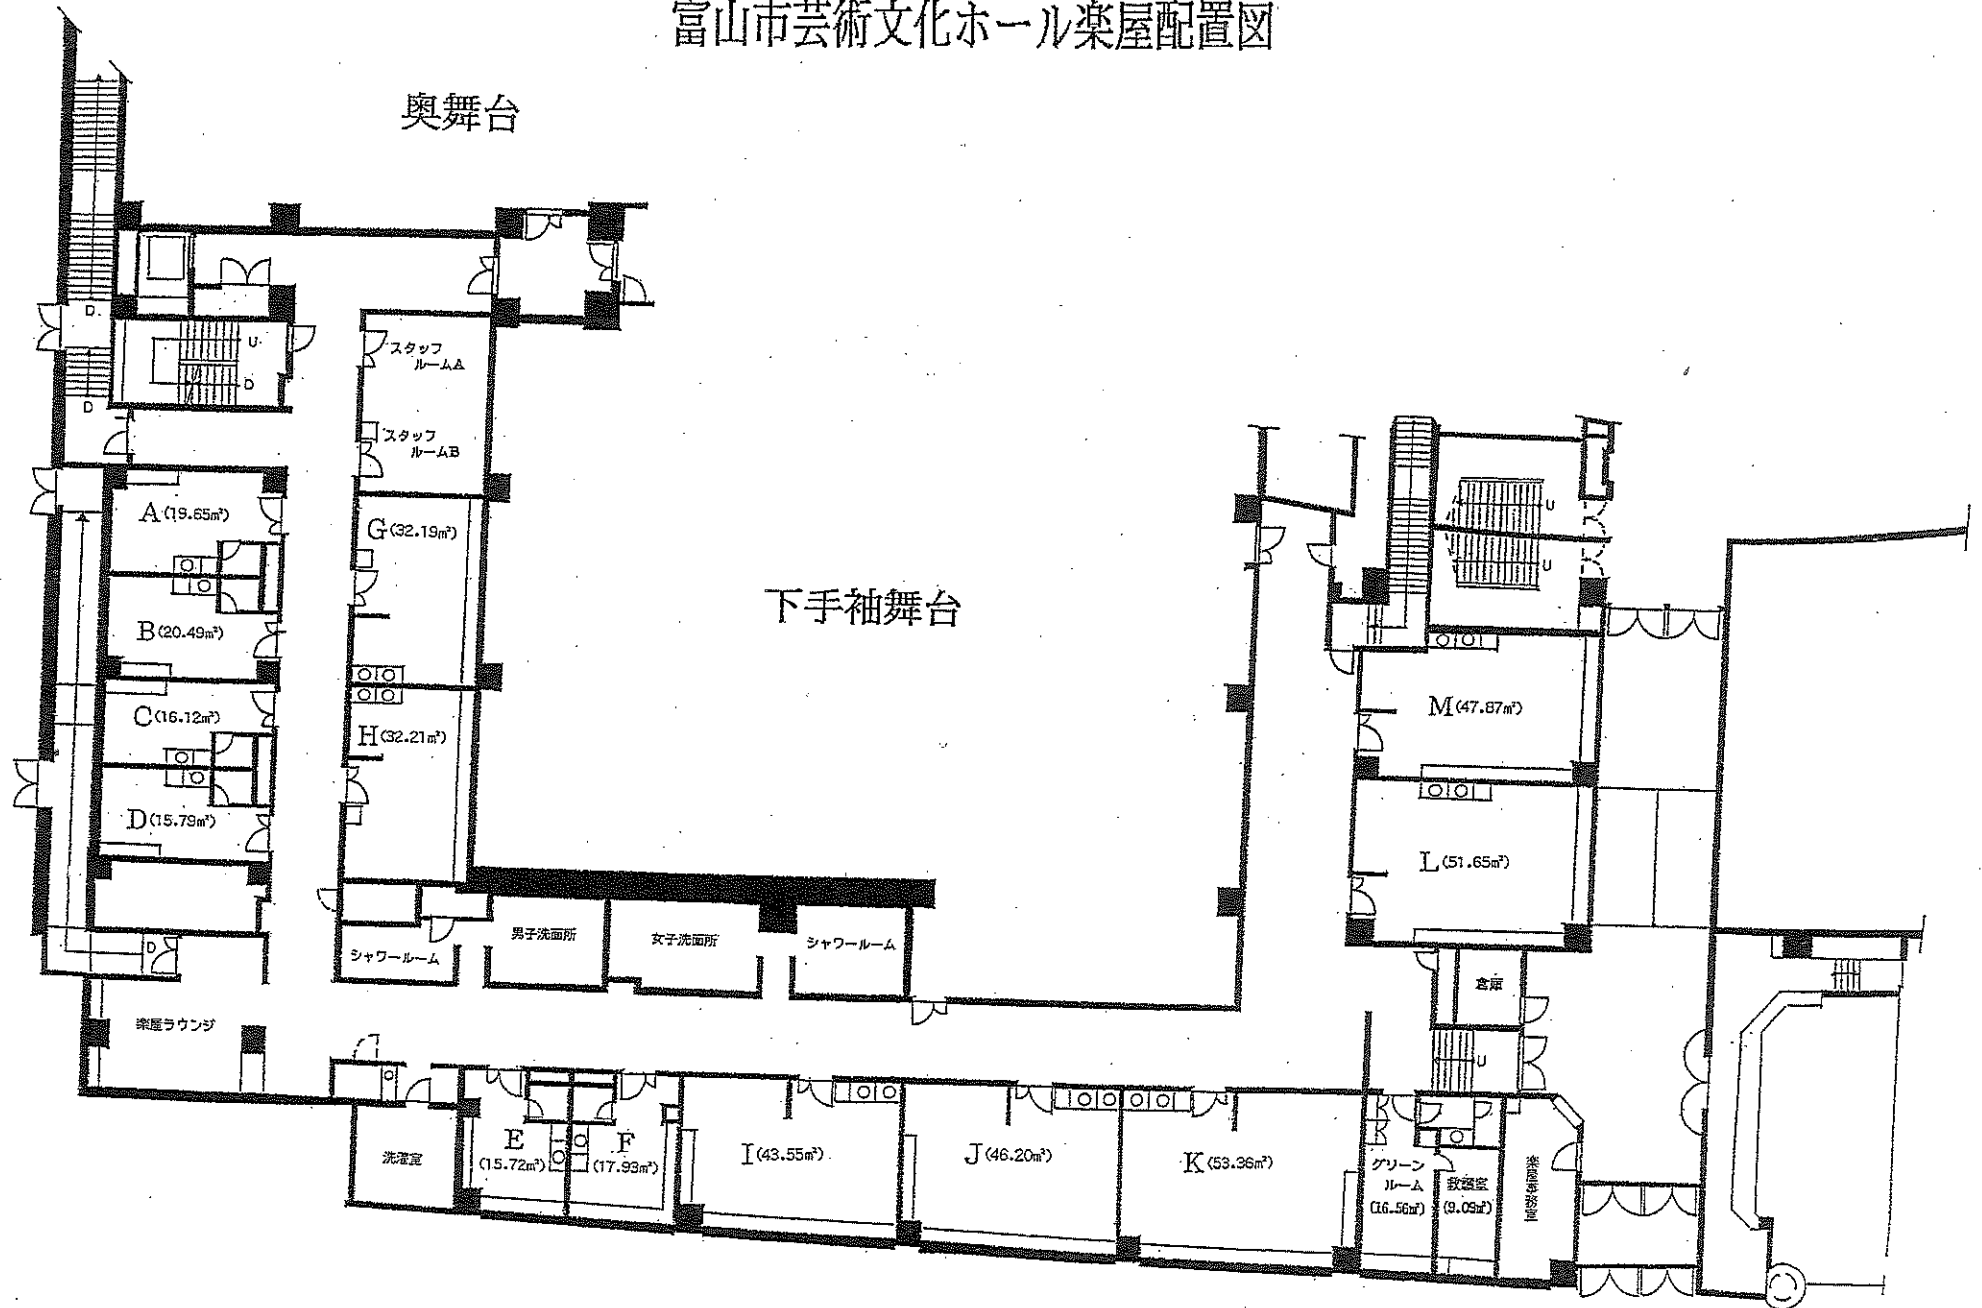 富山市芸術文化ホール楽屋配置図
奥舞台
D
U
D
D
スタッフ
ルームA
スタッフ
ルームB
A(19.65㎡)
G(32.19㎡)
B(20.49㎡)
下手袖舞台
U
U
C(16.12㎡)
H(32.21㎡)
M(47.87㎡)
D(15.79㎡)
L(51.65㎡)
D
シャワールーム
男子洗面所
女子洗面所
シャワールーム
倉庫
楽屋ラウンジ
U
洗濯室
E
(15.72㎡)
F
(17.93㎡)
I(43.55㎡)
J(46.20㎡)
K(53.36㎡)
グリーン
ルーム
(16.56㎡)
救護室
(9.09㎡)
楽屋事務室